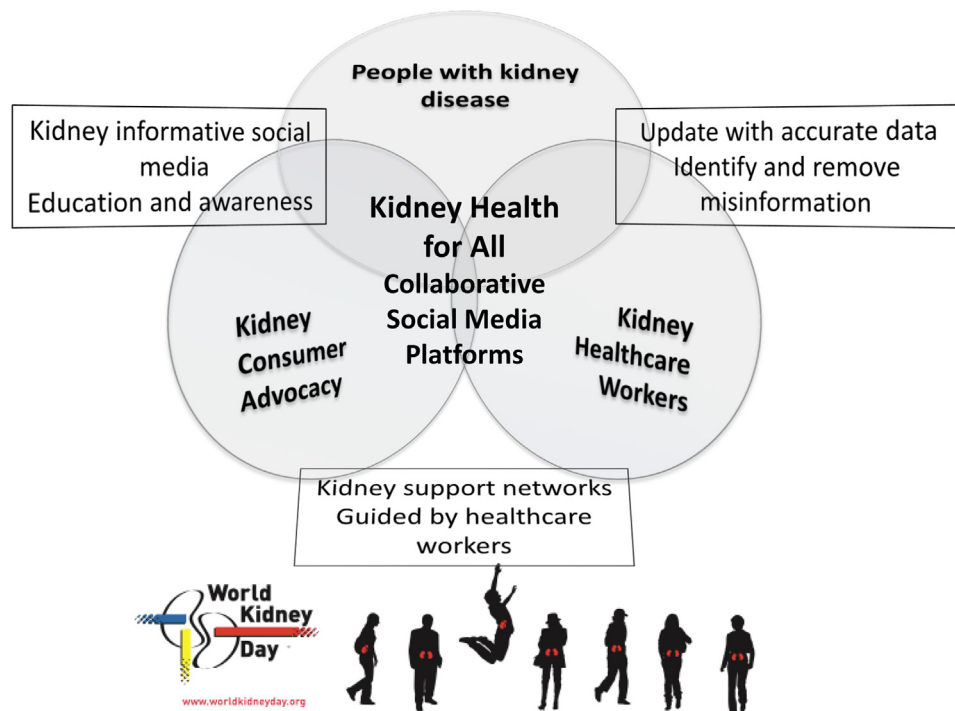 People with kidney
disease
Kidney informative social
media
Education and awareness
Update with accurate data
Identify and remove
misinformation
Kidney Health
for All
Collaborative
Social Media
Platforms
Kidney
Consumer
Advocacy
Kidney
Healthcare
Workers
Kidney support networks
Guided by healthcare
workers
World
Kidney
Day
www.worldkidneyday.org